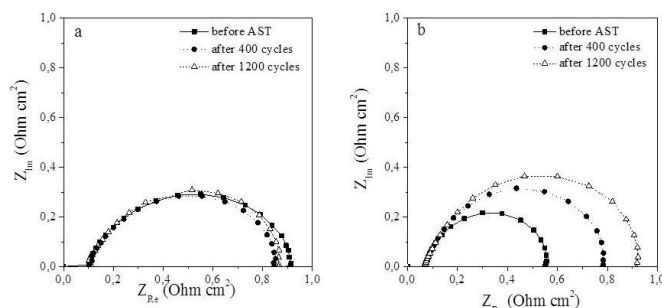 a
before AST
after 400 cycles
after 1200 cycles
1,0
0,8
0,6
0,4
0,2
0,0
0,0 0,2 0,4 0,6 0,8 1,0
Z_Im (Ohm cm²)
Z_Re (Ohm cm²)
b
before AST
after 400 cycles
after 1200 cycles
1,0
0,8
0,6
0,4
0,2
0,0
0,0 0,2 0,4 0,6 0,8 1,0
Z_Im (Ohm cm²)
(Ohm cm²)